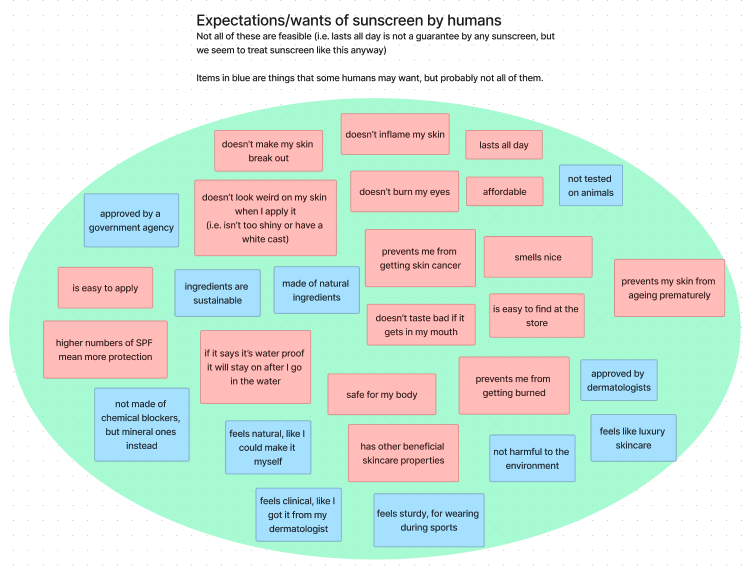 Expectations/wants of sunscreen by humans
Not all of these are feasible (i.e. lasts all day is not a guarantee by any sunscreen, but
we seem to treat sunscreen like this anyway)
Items in blue are things that some humans may want, but probably not all of them.
doesn't make my skin
break out
doesn't inflame my skin
lasts all day
doesn't look weird on my skin
when I apply it
(i.e. isn't too shiny or have a
white cast)
doesn't burn my eyes
affordable
not tested
on animals
approved by a
government agency
prevents me from
getting skin cancer
smells nice
is easy to apply
ingredients are
sustainable
made of natural
ingredients
prevents my skin from
ageing prematurely
doesn't taste bad if it
gets in my mouth
is easy to find at the
store
higher numbers of SPF
mean more protection
if it says it's water proof
it will stay on after I go
in the water
safe for my body
prevents me from
getting burned
approved by
dermatologists
not made of
chemical blockers,
but mineral ones
instead
feels natural, like I
could make it
myself
has other beneficial
skincare properties
not harmful to the
environment
feels like luxury
skincare
feels clinical, like I
got it from my
dermatologist
feels sturdy, for wearing
during sports